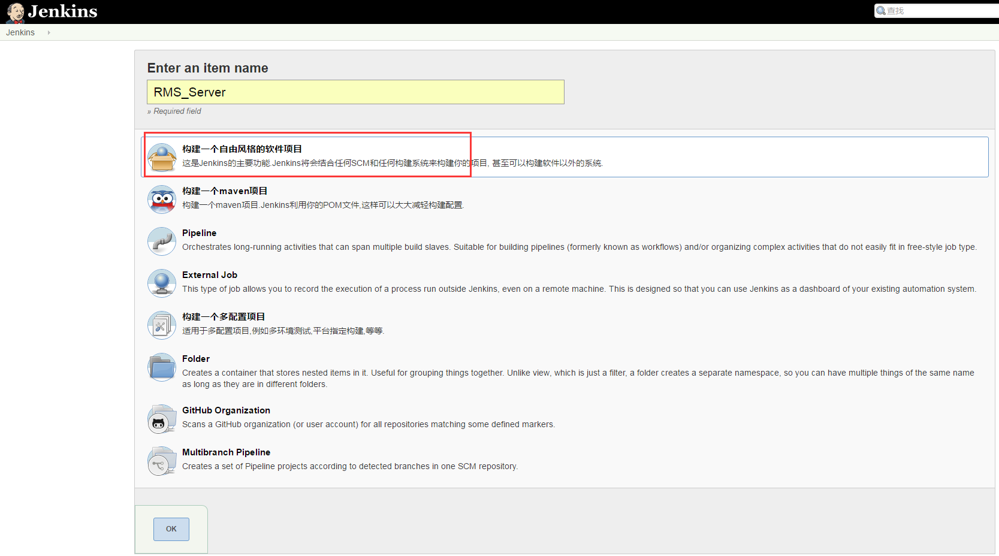 Jenkins
查找
Jenkins
Enter an item name
RMS_Server
» Required field
构建一个自由风格的软件项目
这是Jenkins的主要功能.Jenkins将会结合任何SCM和任何构建系统来构建你的项目, 甚至可以构建软件以外的系统.
构建一个maven项目
构建一个maven项目.Jenkins利用你的POM文件,这样可以大大减轻构建配置.
Pipeline
Orchestrates long-running activities that can span multiple build slaves. Suitable for building pipelines (formerly known as workflows) and/or organizing complex activities that do not easily fit in free-style job type.
External Job
This type of job allows you to record the execution of a process run outside Jenkins, even on a remote machine. This is designed so that you can use Jenkins as a dashboard of your existing automation system.
构建一个多配置项目
适用于多配置项目,例如多环境测试,平台指定构建,等等.
Folder
Creates a container that stores nested items in it. Useful for grouping things together. Unlike view, which is just a filter, a folder creates a separate namespace, so you can have multiple things of the same name
as long as they are in different folders.
GitHub Organization
Scans a GitHub organization (or user account) for all repositories matching some defined markers.
Multibranch Pipeline
Creates a set of Pipeline projects according to detected branches in one SCM repository.
OK